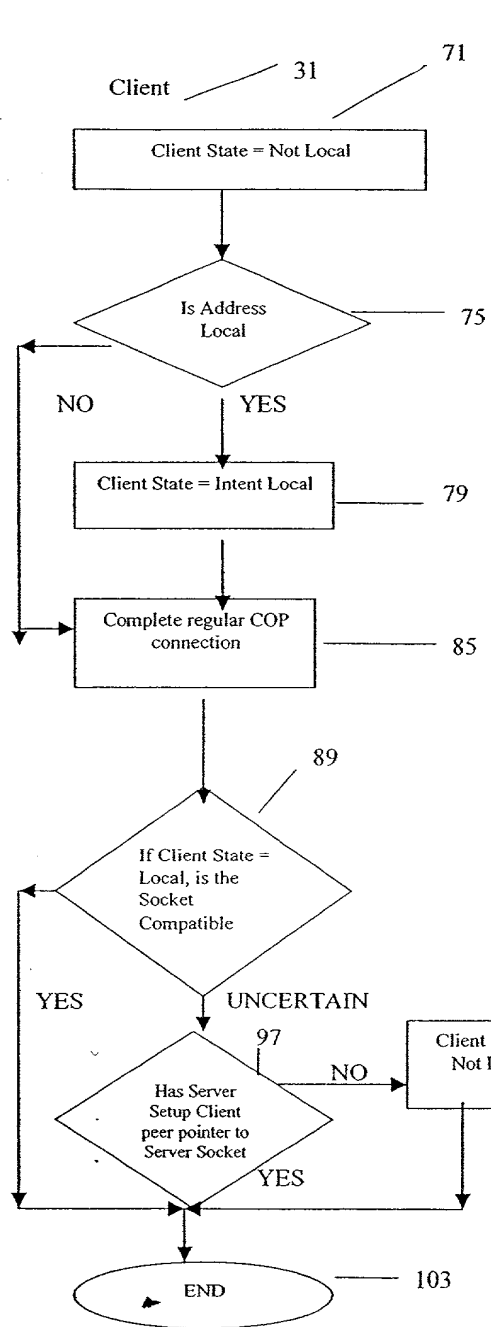 31
71
Client
Client State = Not Local
Is Address
Local
75
NO
YES
Client State = Intent Local
79
Complete regular COP
connection
85
89
If Client State =
Local, is the
Socket
Compatible
YES
UNCERTAIN
97
Has Server
Setup Client
peer pointer to
Server Socket
NO
Client
Not
YES
END
103